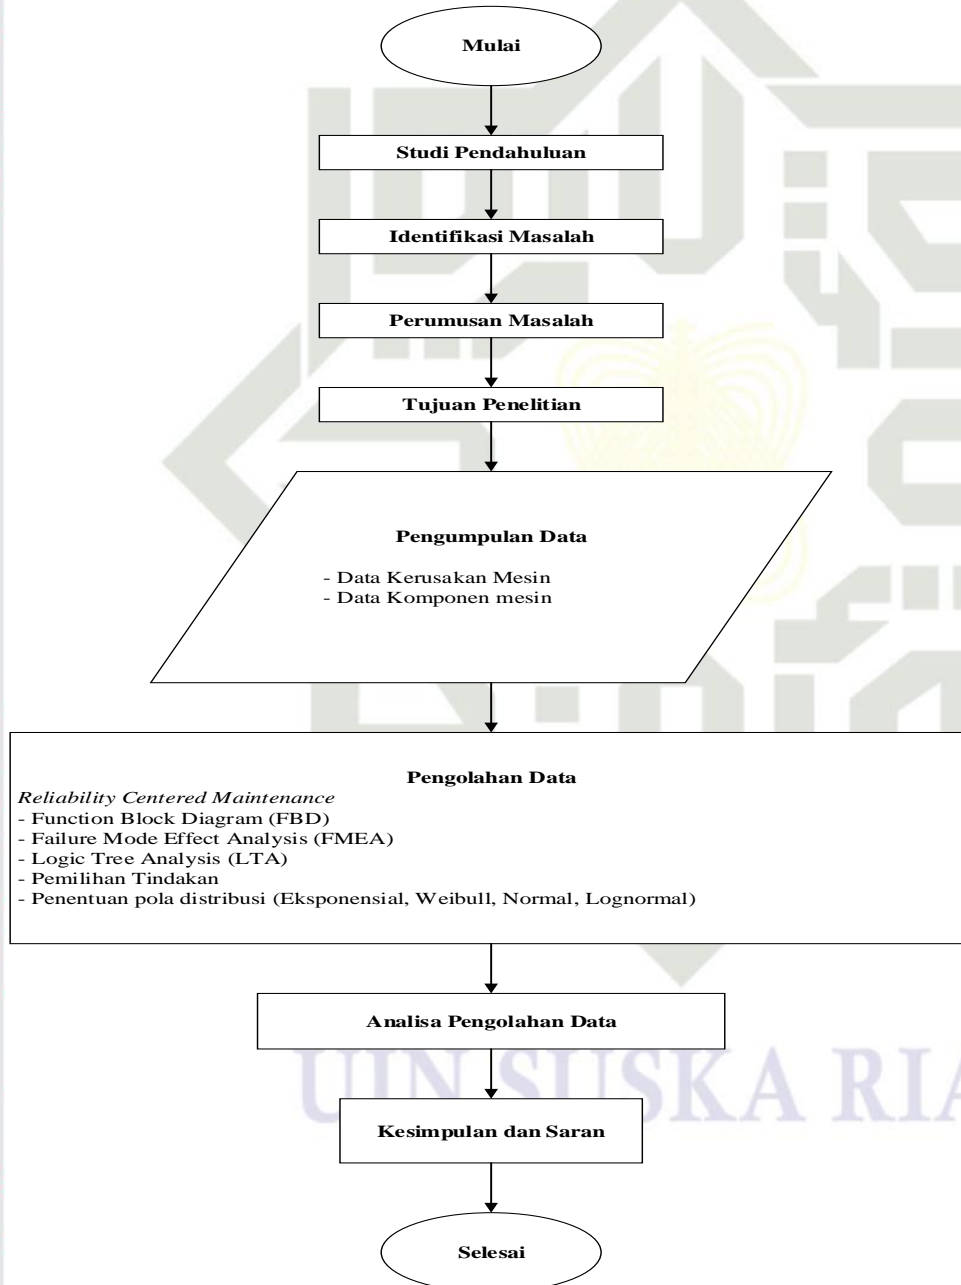 Mulai
Studi Pendahuluan
Identifikasi Masalah
Perumusan Masalah
Tujuan Penelitian
Pengumpulan Data
- Data Kerusakan Mesin
- Data Komponen mesin
Pengolahan Data
Reliability Centered Maintenance
- Function Block Diagram (FBD)
- Failure Mode Effect Analysis (FMEA)
- Logic Tree Analysis (LTA)
- Pemilihan Tindakan
- Penentuan pola distribusi (Eksponensial, Weibull, Normal, Lognormal)
Analisa Pengolahan Data
UIN SUSKA RIA
Kesimpulan dan Saran
Selesai